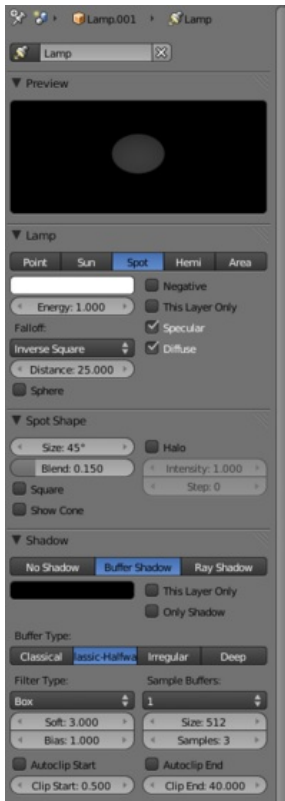 Lamp.001 Lamp
Lamp
Preview
Lamp
Point Sun Spot Hemi Area
Negative
Energy: 1.000 This Layer Only
Falloff: Specular
Inverse Square Diffuse
Distance: 25.000
Sphere
Spot Shape
Size: 45° Halo
Blend: 0.150 Intensity: 1.000
Square Step: 0
Show Cone
Shadow
No Shadow Buffer Shadow Ray Shadow
This Layer Only
Only Shadow
Buffer Type:
Classical lassic-Halfwa Irregular Deep
Filter Type: Sample Buffers:
Box 1
Soft: 3.000 Size: 512
Bias: 1.000 Samples: 3
Autoclip Start Autoclip End
Clip Start: 0.500 Clip End: 40.000